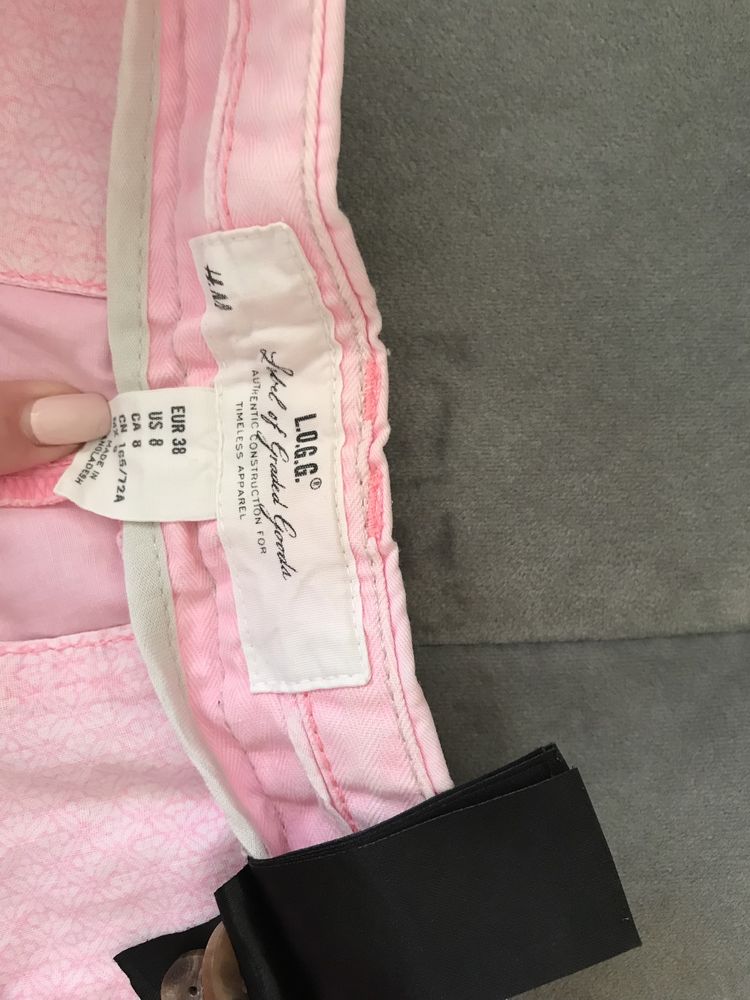 H&M
L.O.G.G.®
Label of Graded Goods
AUTHENTIC CONSTRUCTION FOR
TIMELESS APPAREL
EUR 38
US 8
CA 8
CN 165/72A
MADE IN